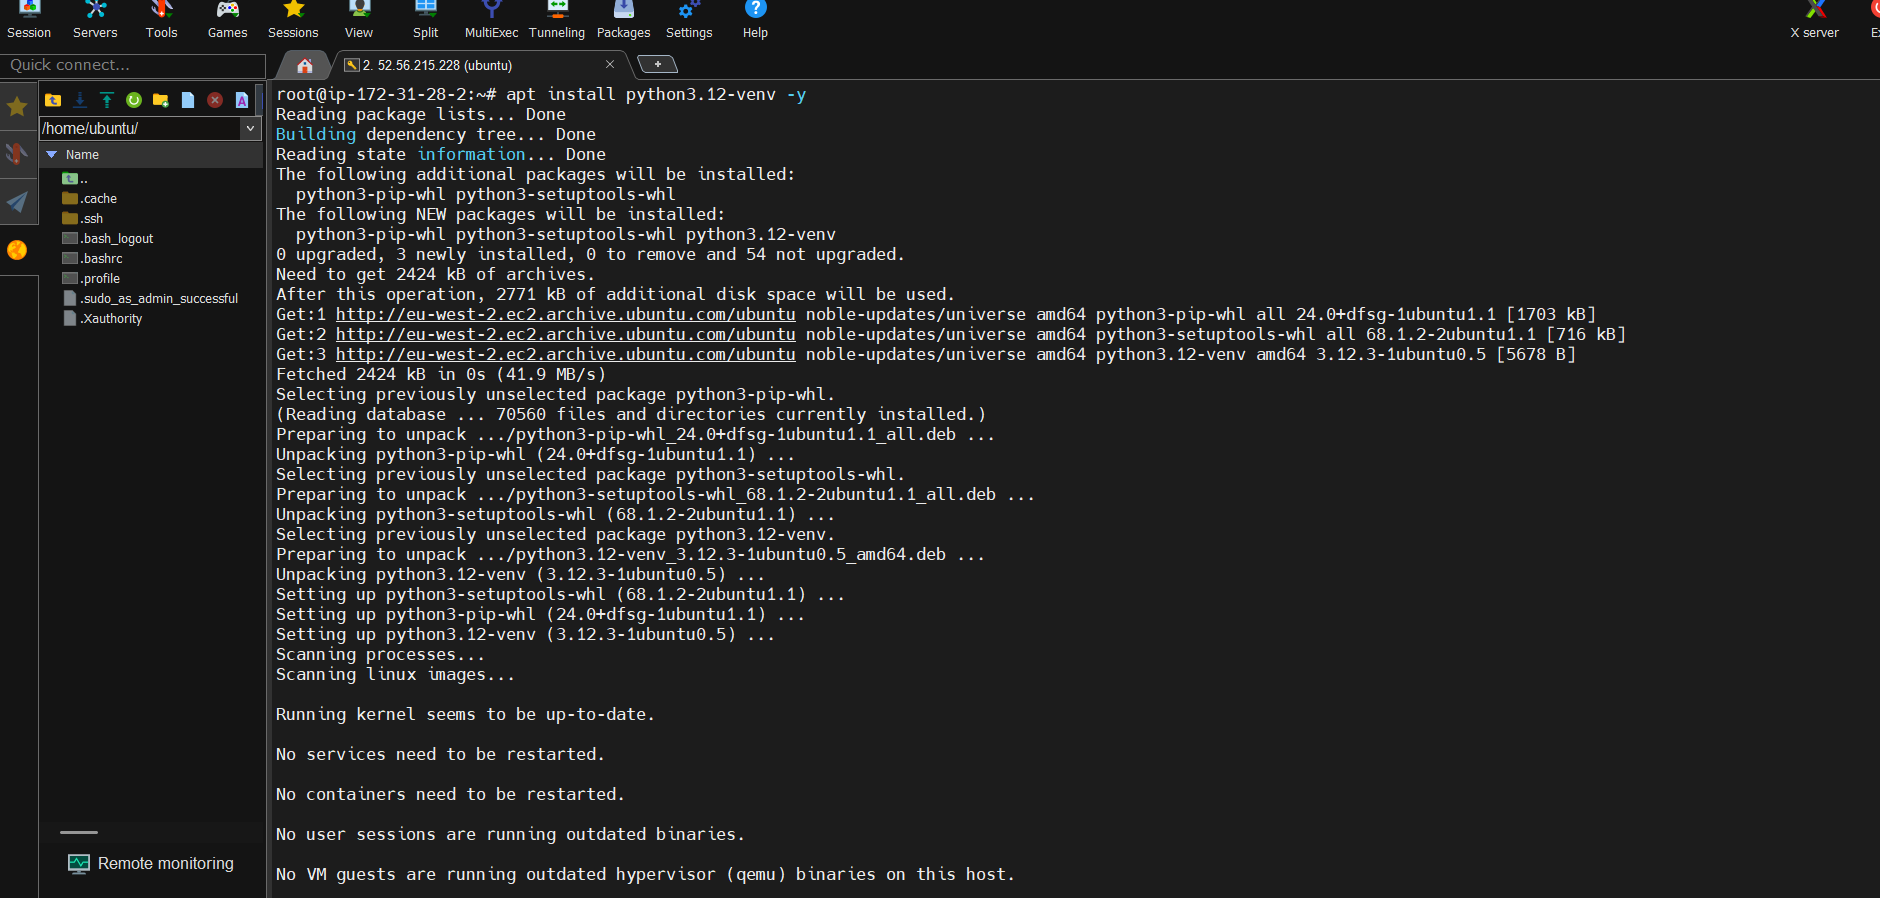 Session Servers Tools Games Sessions View Split MultiExec Tunneling Packages Settings Help X server
Quick connect...
2. 52.56.215.228 (ubuntu)
/home/ubuntu/
Name
..
.cache
.ssh
.bash_logout
.bashrc
.profile
.sudo_as_admin_successful
.Xauthority
Remote monitoring
root@ip-172-31-28-2:~# apt install python3.12-venv -y
Reading package lists... Done
Building dependency tree... Done
Reading state information... Done
The following additional packages will be installed:
  python3-pip-whl python3-setuptools-whl
The following NEW packages will be installed:
  python3-pip-whl python3-setuptools-whl python3.12-venv
0 upgraded, 3 newly installed, 0 to remove and 54 not upgraded.
Need to get 2424 kB of archives.
After this operation, 2771 kB of additional disk space will be used.
Get:1 http://eu-west-2.ec2.archive.ubuntu.com/ubuntu noble-updates/universe amd64 python3-pip-whl all 24.0+dfsg-1ubuntu1.1 [1703 kB]
Get:2 http://eu-west-2.ec2.archive.ubuntu.com/ubuntu noble-updates/universe amd64 python3-setuptools-whl all 68.1.2-2ubuntu1.1 [716 kB]
Get:3 http://eu-west-2.ec2.archive.ubuntu.com/ubuntu noble-updates/universe amd64 python3.12-venv amd64 3.12.3-1ubuntu0.5 [5678 B]
Fetched 2424 kB in 0s (41.9 MB/s)
Selecting previously unselected package python3-pip-whl.
(Reading database ... 70560 files and directories currently installed.)
Preparing to unpack .../python3-pip-whl_24.0+dfsg-1ubuntu1.1_all.deb ...
Unpacking python3-pip-whl (24.0+dfsg-1ubuntu1.1) ...
Selecting previously unselected package python3-setuptools-whl.
Preparing to unpack .../python3-setuptools-whl_68.1.2-2ubuntu1.1_all.deb ...
Unpacking python3-setuptools-whl (68.1.2-2ubuntu1.1) ...
Selecting previously unselected package python3.12-venv.
Preparing to unpack .../python3.12-venv_3.12.3-1ubuntu0.5_amd64.deb ...
Unpacking python3.12-venv (3.12.3-1ubuntu0.5) ...
Setting up python3-setuptools-whl (68.1.2-2ubuntu1.1) ...
Setting up python3-pip-whl (24.0+dfsg-1ubuntu1.1) ...
Setting up python3.12-venv (3.12.3-1ubuntu0.5) ...
Scanning processes...
Scanning linux images...
Running kernel seems to be up-to-date.
No services need to be restarted.
No containers need to be restarted.
No user sessions are running outdated binaries.
No VM guests are running outdated hypervisor (qemu) binaries on this host.